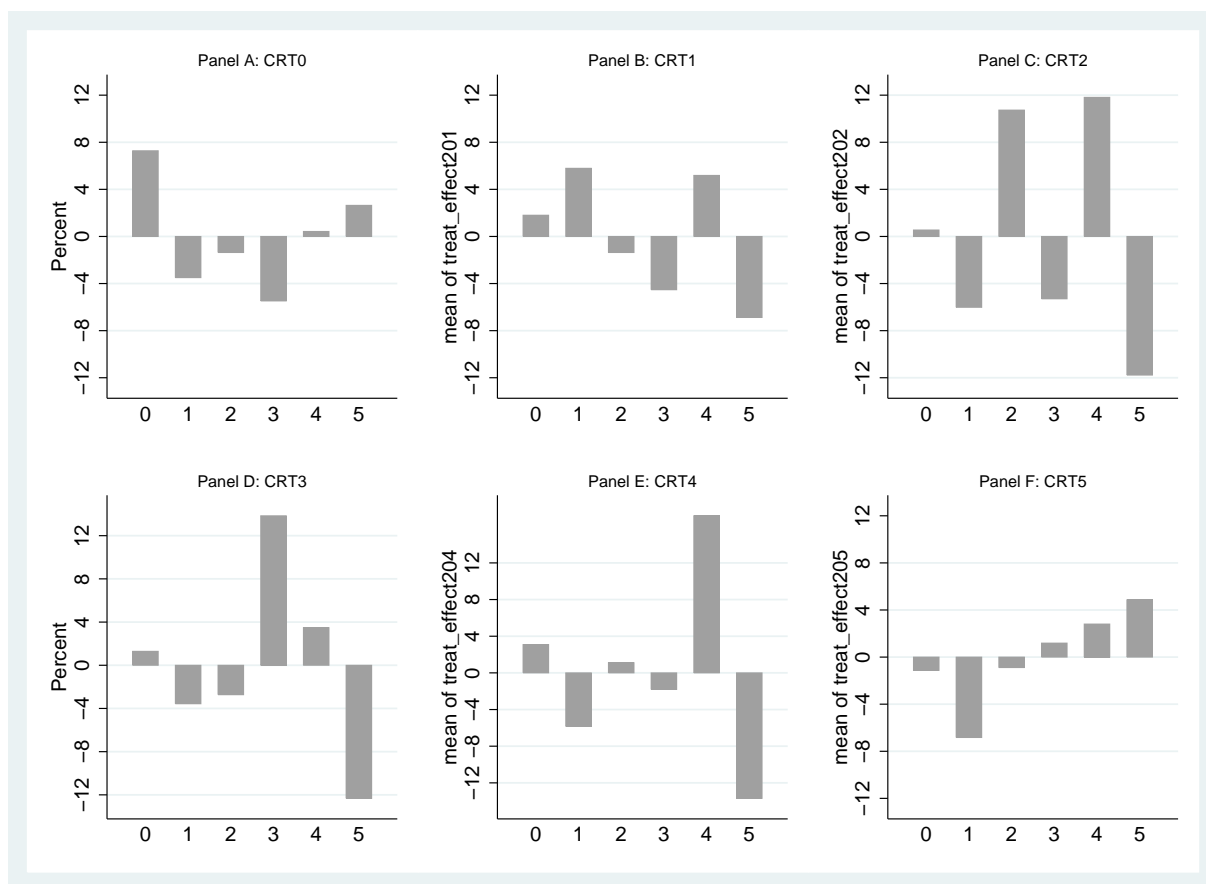 Panel A: CRT0
Percent
12
8
4
0
−4
−8
−12
0 1 2 3 4 5
Panel B: CRT1
mean of treat_effect201
12
8
4
0
−4
−8
−12
0 1 2 3 4 5
Panel C: CRT2
mean of treat_effect202
12
8
4
0
−4
−8
−12
0 1 2 3 4 5
Panel D: CRT3
Percent
12
8
4
0
−4
−8
−12
0 1 2 3 4 5
Panel E: CRT4
mean of treat_effect204
12
8
4
0
−4
−8
−12
0 1 2 3 4 5
Panel F: CRT5
mean of treat_effect205
12
8
4
0
−4
−8
−12
0 1 2 3 4 5